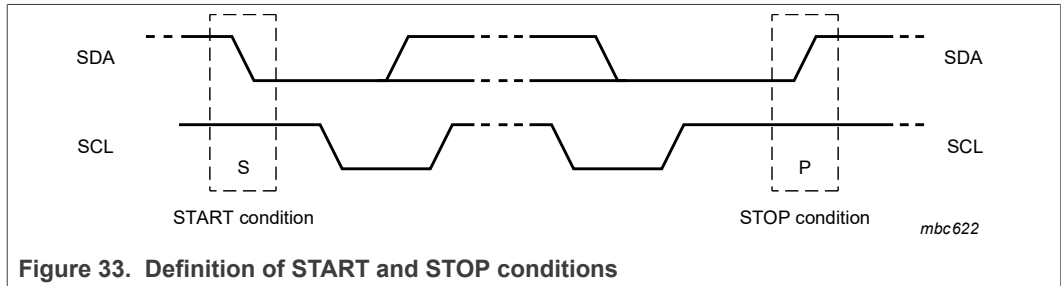 SDA SDA
SCL SCL
S P
START condition STOP condition
mbc622
Figure 33. Definition of START and STOP conditions